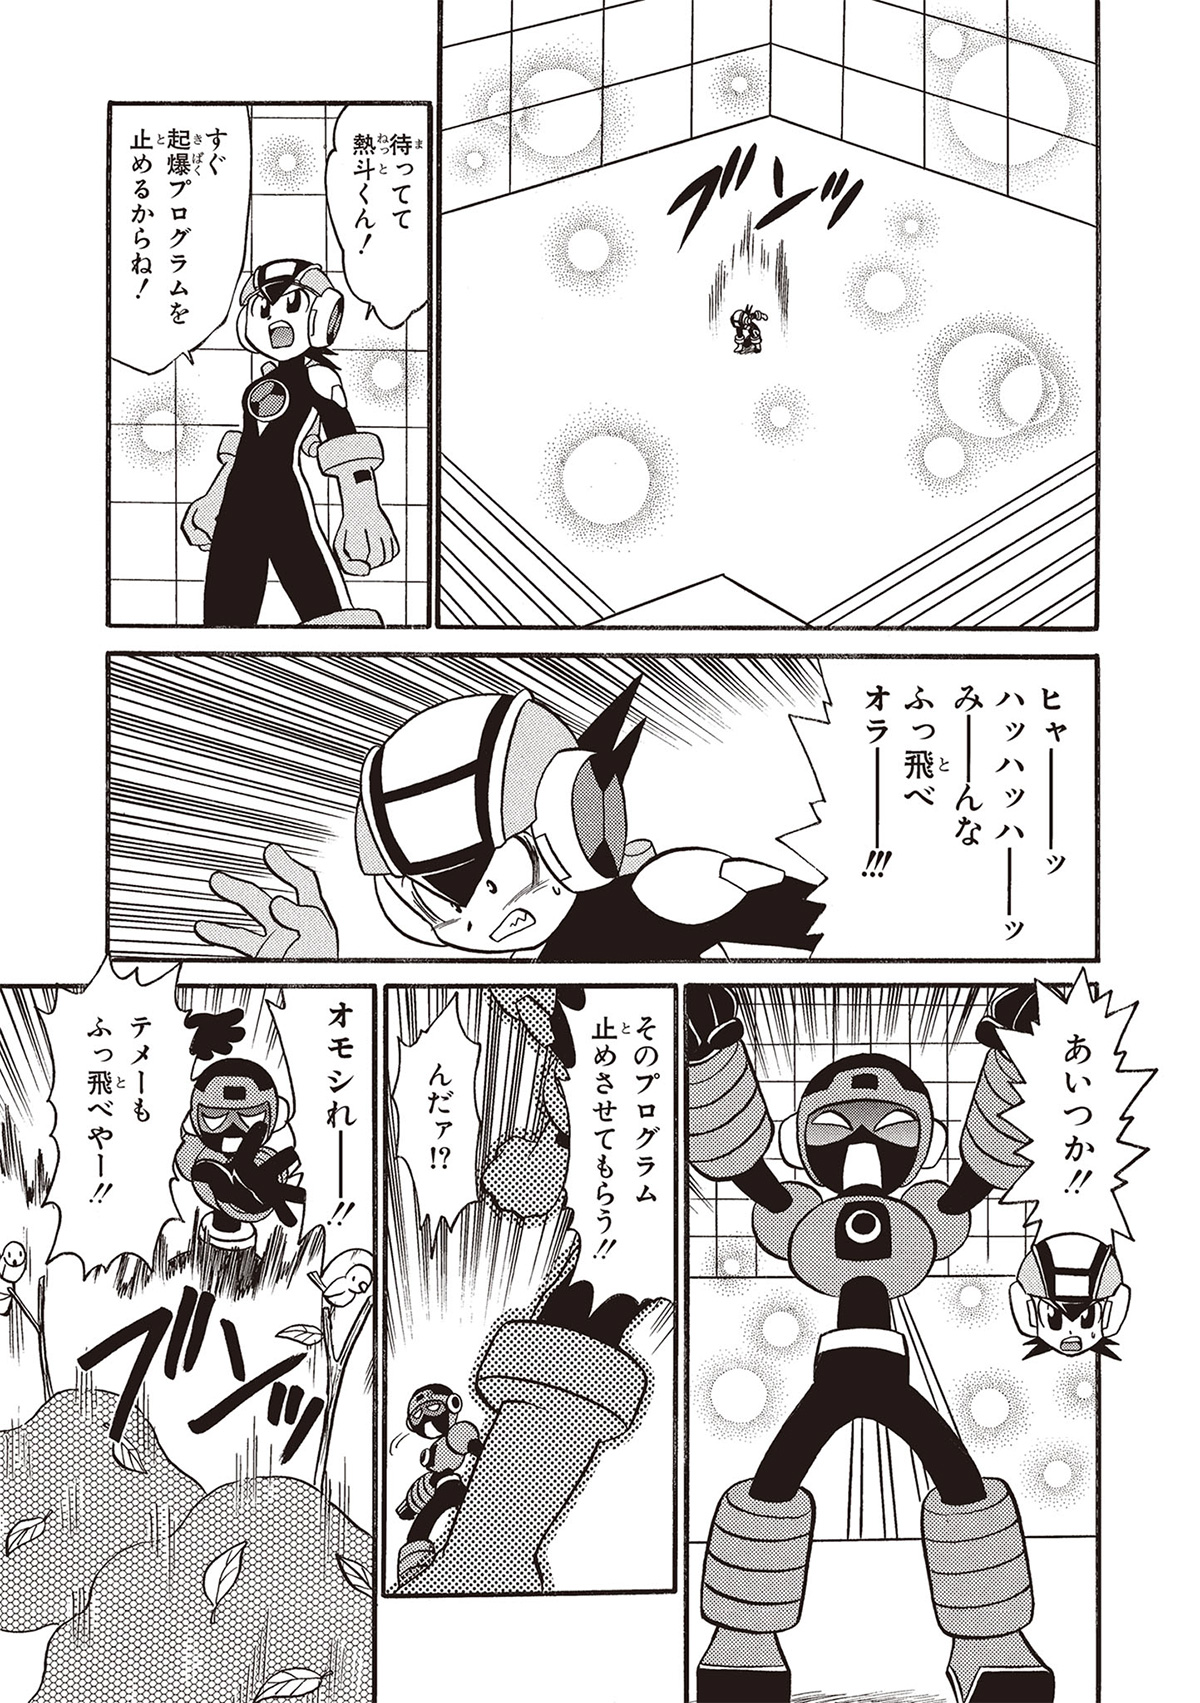 ブンッ
待ってて
熱斗くん！
すぐ
起爆プログラムを
止めるからね！
ヒャーーッ
ハッハッハーーッ
みーーんな
ふっ飛べ
オラーーー!!!
あいつか!!
そのプログラム
止めさせてもらう!!
んだァ!?
オモシれーー!!
テメーも
ふっ飛べやー!!
ブンッ